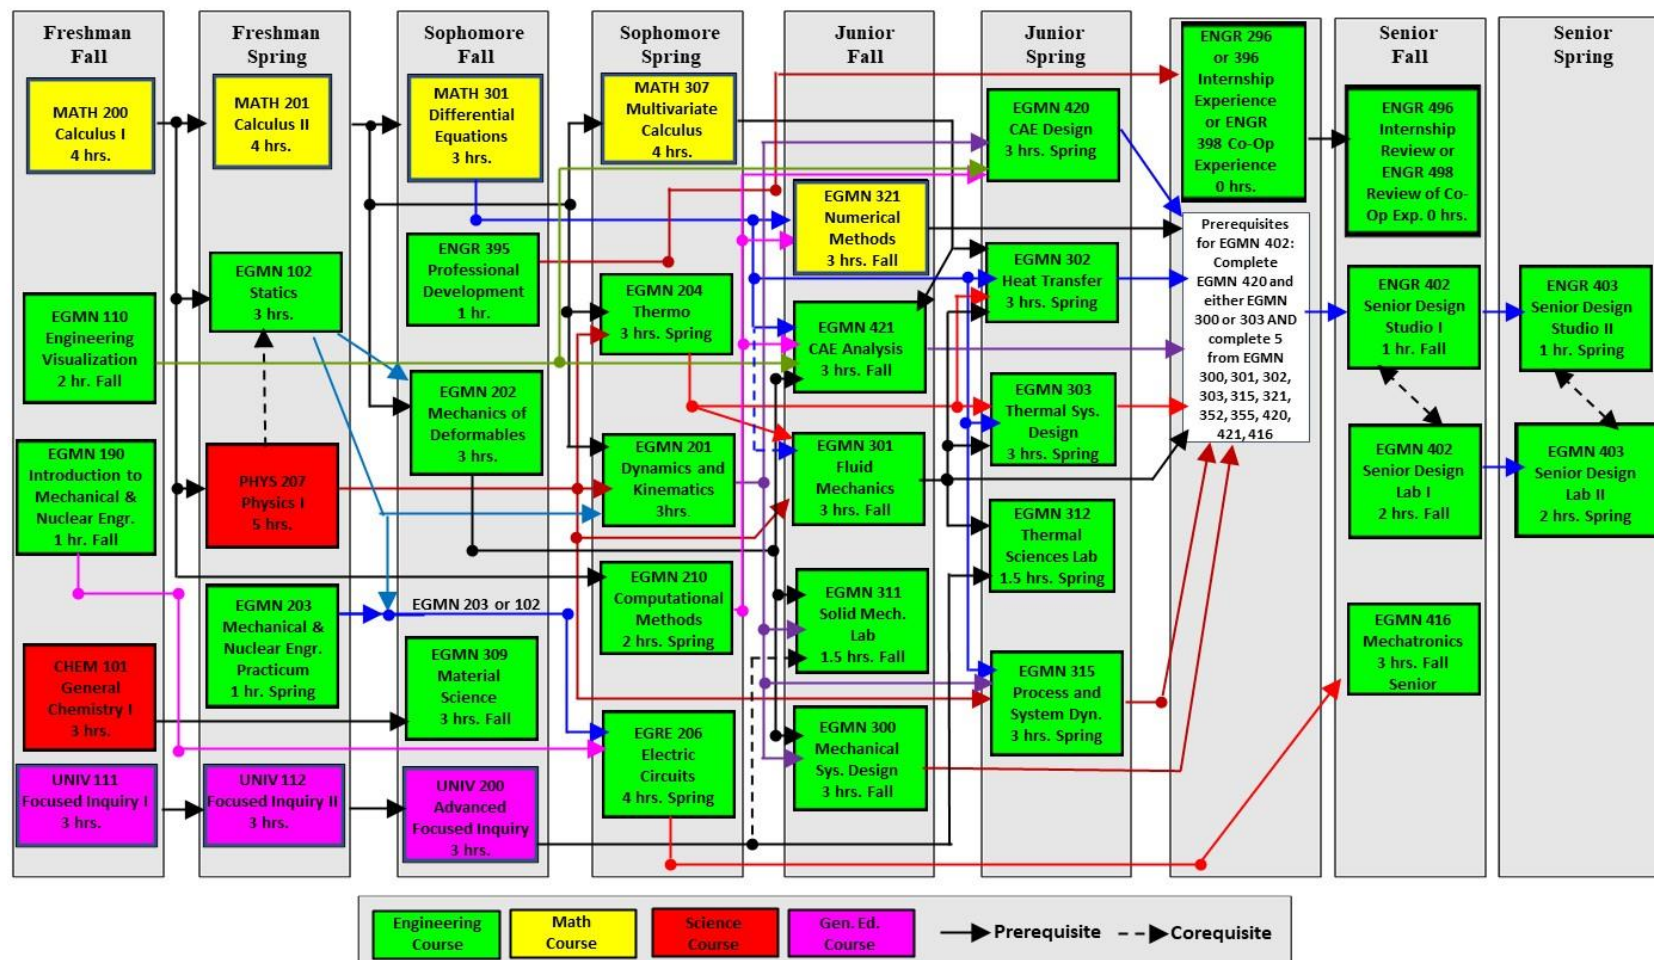 Freshman
Fall
MATH 200
Calculus I
4 hrs.
EGMN 110
Engineering
Visualization
2 hr. Fall
EGMN 190
Introduction to
Mechanical &
Nuclear Engr.
1 hr. Fall
CHEM 101
General
Chemistry I
3 hrs.
UNIV 111
Focused Inquiry I
3 hrs.
Freshman
Spring
MATH 201
Calculus II
4 hrs.
EGMN 102
Statics
3 hrs.
PHYS 207
Physics I
5 hrs.
EGMN 203
Mechanical &
Nuclear Engr.
Practicum
1 hr. Spring
UNIV 112
Focused Inquiry II
3 hrs.
Sophomore
Fall
MATH 301
Differential
Equations
3 hrs.
ENGR 395
Professional
Development
1 hr.
EGMN 202
Mechanics of
Deformables
3 hrs.
EGMN 203 or 102
EGMN 309
Material
Science
3 hrs. Fall
UNIV 200
Advanced
Focused Inquiry
3 hrs.
Sophomore
Spring
MATH 307
Multivariate
Calculus
4 hrs.
EGMN 204
Thermo
3 hrs. Spring
EGMN 201
Dynamics and
Kinematics
3hrs.
EGMN 210
Computational
Methods
2 hrs. Spring
EGRE 206
Electric
Circuits
4 hrs. Spring
Junior
Fall
EGMN 321
Numerical
Methods
3 hrs. Fall
EGMN 421
CAE Analysis
3 hrs. Fall
EGMN 301
Fluid
Mechanics
3 hrs. Fall
EGMN 311
Solid Mech.
Lab
1.5 hrs. Fall
EGMN 300
Mechanical
Sys. Design
3 hrs. Fall
Junior
Spring
EGMN 420
CAE Design
3 hrs. Spring
EGMN 302
Heat Transfer
3 hrs. Spring
EGMN 303
Thermal Sys.
Design
3 hrs. Spring
EGMN 312
Thermal
Sciences Lab
1.5 hrs. Spring
EGMN 315
Process and
System Dyn.
3 hrs. Spring
ENGR 296
or 396
Internship
Experience
or ENGR
398 Co-Op
Experience
0 hrs.
Prerequisites
for EGMN 402:
Complete
EGMN 420 and
either EGMN
300 or 303 AND
complete 5
from EGMN
300, 301, 302,
303, 315, 321,
352, 355, 420,
421, 416
Senior
Fall
ENGR 496
Internship
Review or
ENGR 498
Review of Co-
Op Exp. 0 hrs.
ENGR 402
Senior Design
Studio I
1 hr. Fall
EGMN 402
Senior Design
Lab I
2 hrs. Fall
EGMN 416
Mechatronics
3 hrs. Fall
Senior
Senior
Spring
ENGR 403
Senior Design
Studio II
1 hr. Spring
EGMN 403
Senior Design
Lab II
2 hrs. Spring
Engineering
Course
Math
Course
Science
Course
Gen. Ed.
Course
Prerequisite
Corequisite